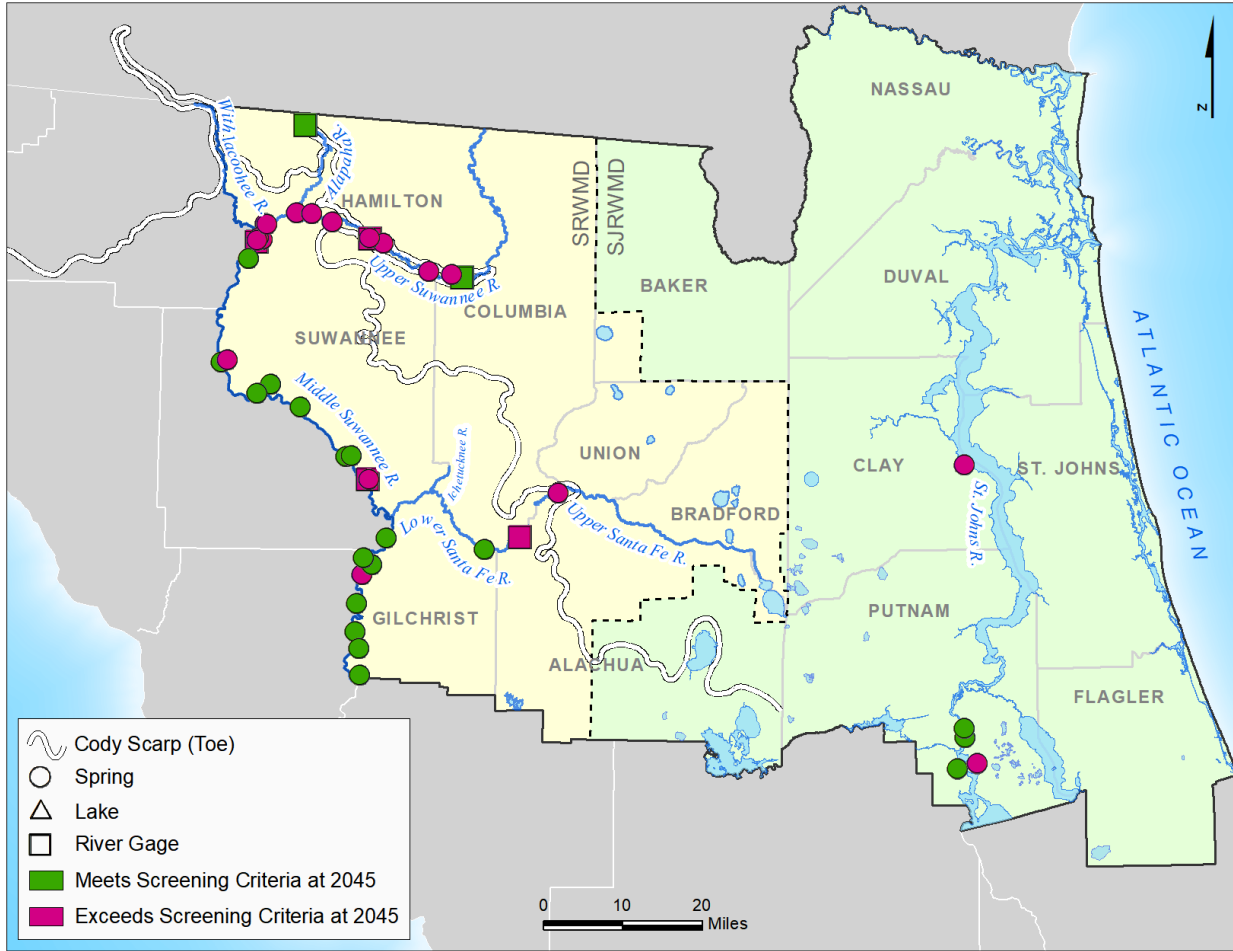 NASSAU
N
Withlacoohee R.
Alapahar.
HAMILTON
SRWMD
SJRWMD
BAKER
DUVAL
Upper Suwannee R.
COLUMBIA
SUWANNEE
ATLANTIC OCEAN
Middle Suwannee R.
Ichetucknee R.
UNION
CLAY
ST. JOHNS
St. Johns R.
BRADFORD
Upper Santa Fe R.
Lower Santa Fe R.
GILCHRIST
PUTNAM
ALACHUA
FLAGLER
Cody Scarp (Toe)
Spring
Lake
River Gage
Meets Screening Criteria at 2045
Exceeds Screening Criteria at 2045
0 10 20
Miles